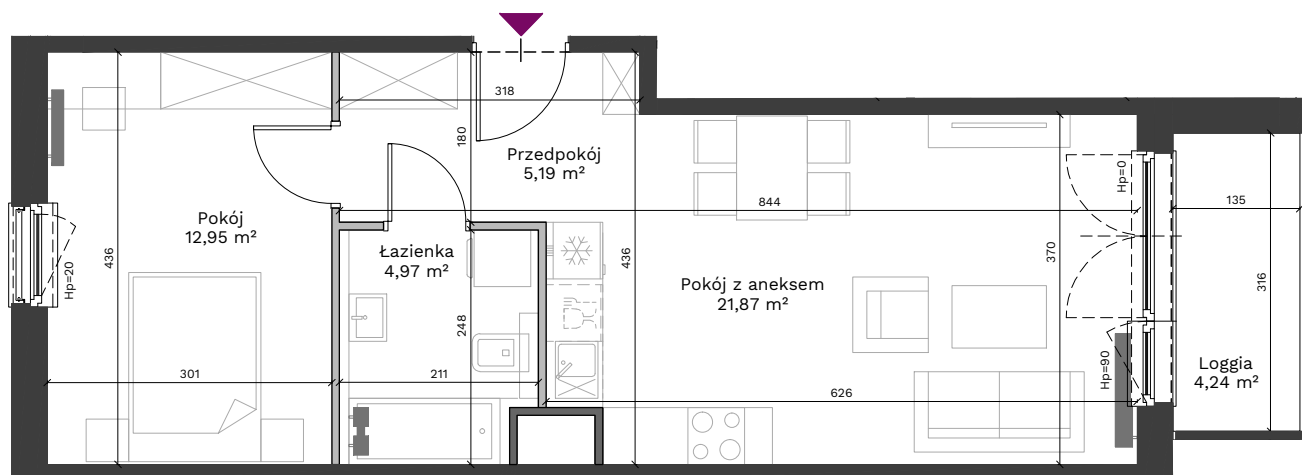 318
180
Przedpokój
5,19 m²
Hp=0
844
135
Pokój
12,95 m²
436
Łazienka
4,97 m²
436
370
Hp=20
Pokój z aneksem
21,87 m²
316
248
301
211
626
Hp=90
Loggia
4,24 m²